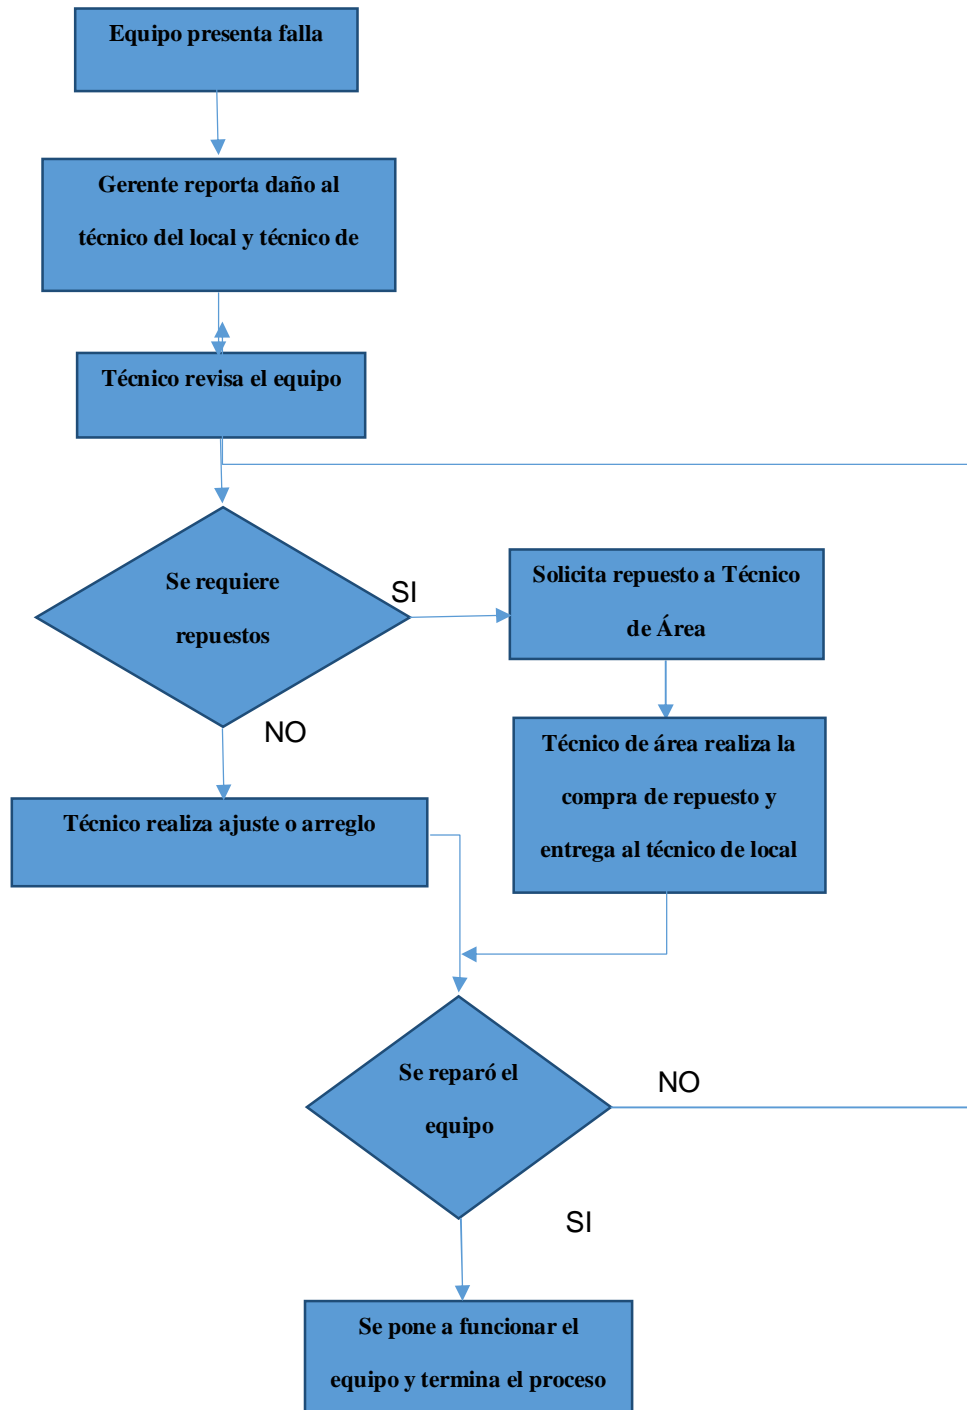 Equipo presenta falla
Gerente reporta daño al
técnico del local y técnico de
Técnico revisa el equipo
Se requiere
repuestos
SI
Solicita repuesto a Técnico
de Área
NO
Técnico de área realiza la
compra de repuesto y
entrega al técnico de local
Técnico realiza ajuste o arreglo
Se reparó el
equipo
NO
SI
Se pone a funcionar el
equipo y termina el proceso